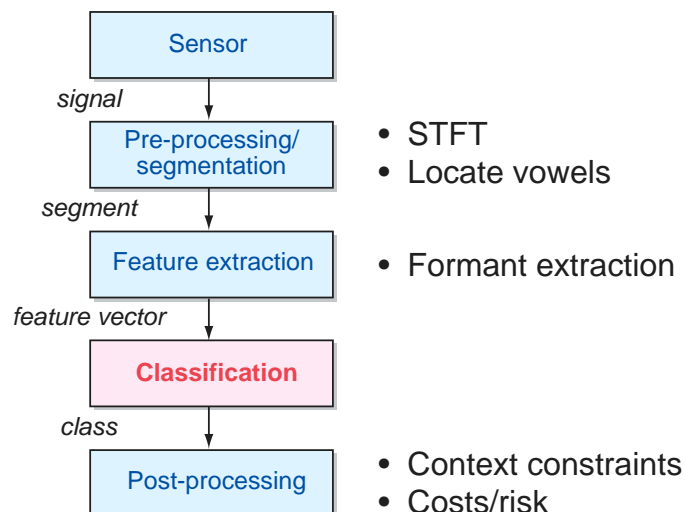 Sensor
signal
Pre-processing/
segmentation
• STFT
• Locate vowels
segment
Feature extraction
• Formant extraction
feature vector
Classification
class
Post-processing
• Context constraints
• Costs/risk